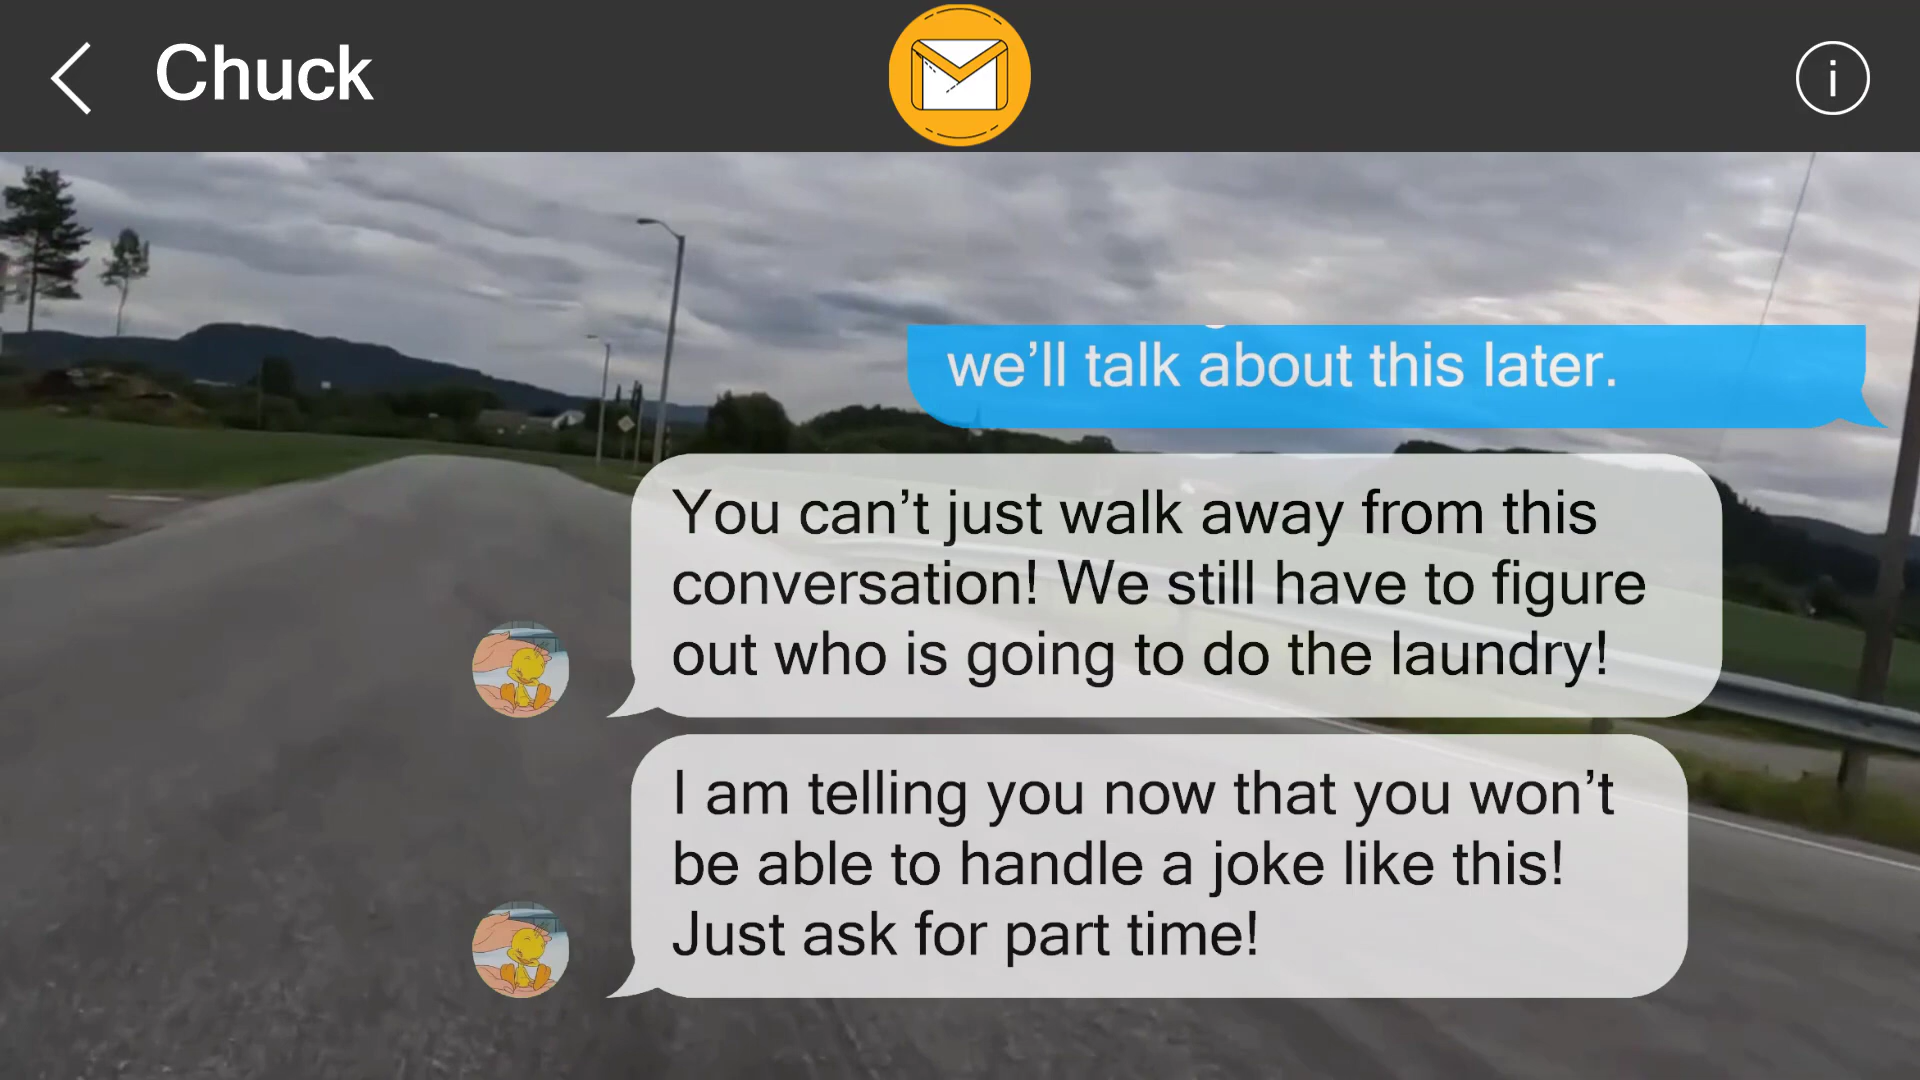 Chuck
i
we’ll talk about this later.
You can’t just walk away from this
conversation! We still have to figure
out who is going to do the laundry!
I am telling you now that you won’t
be able to handle a joke like this!
Just ask for part time!